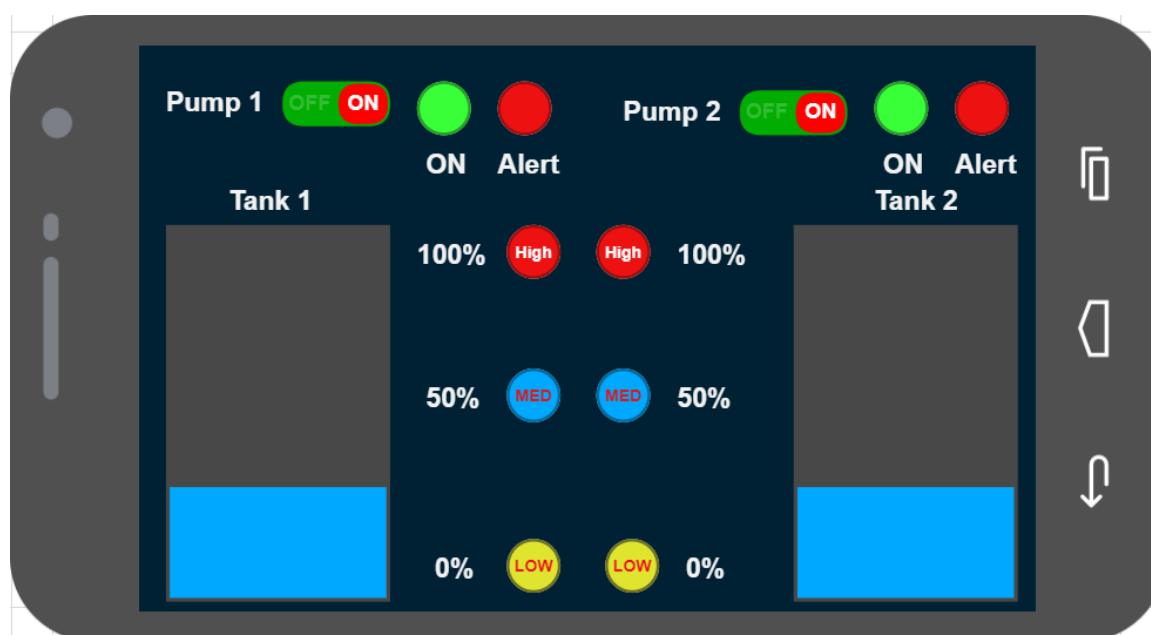 Pump 1 OFF ON
Pump 2 OFF ON
ON Alert
ON Alert
Tank 1
Tank 2
100% High High 100%
50% MED MED 50%
0% LOW LOW 0%